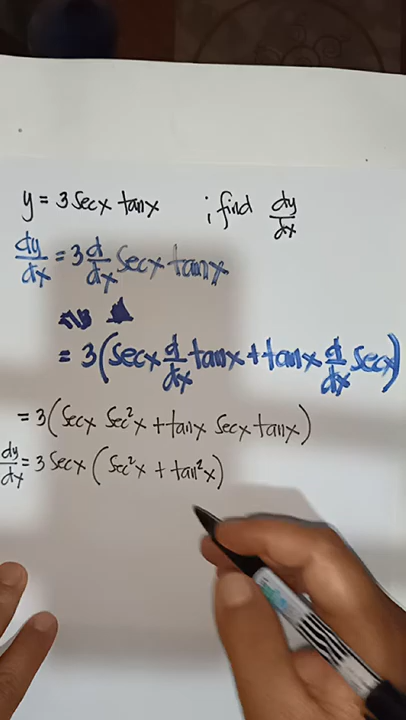 y = 3 secx tanx ; find dy/dx
dy/dx = 3 d/dx secx tanx
= 3(secx d/dx tanx + tanx d/dx secx)
= 3(secx sec²x + tanx secx tanx)
dy/dx = 3 secx (sec²x + tan²x)